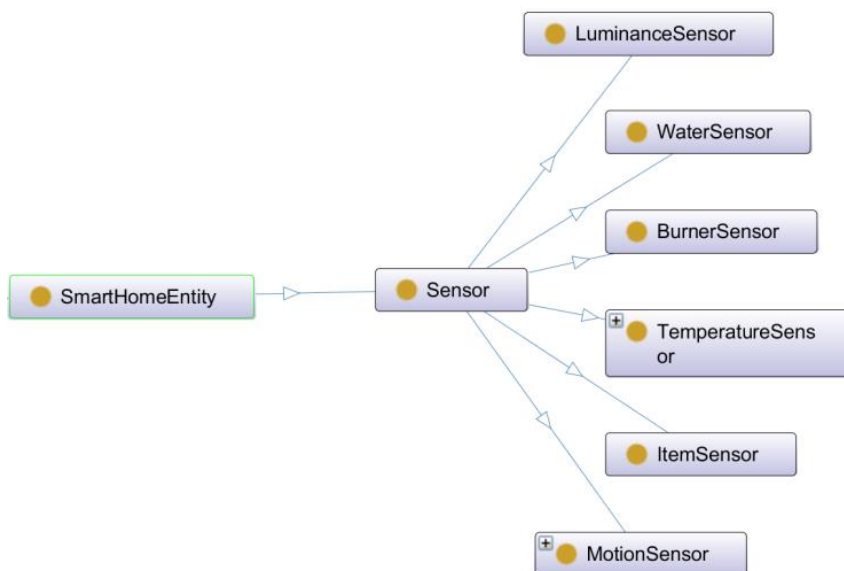 LuminanceSensor
WaterSensor
BurnerSensor
SmartHomeEntity
Sensor
TemperatureSens
or
ItemSensor
MotionSensor